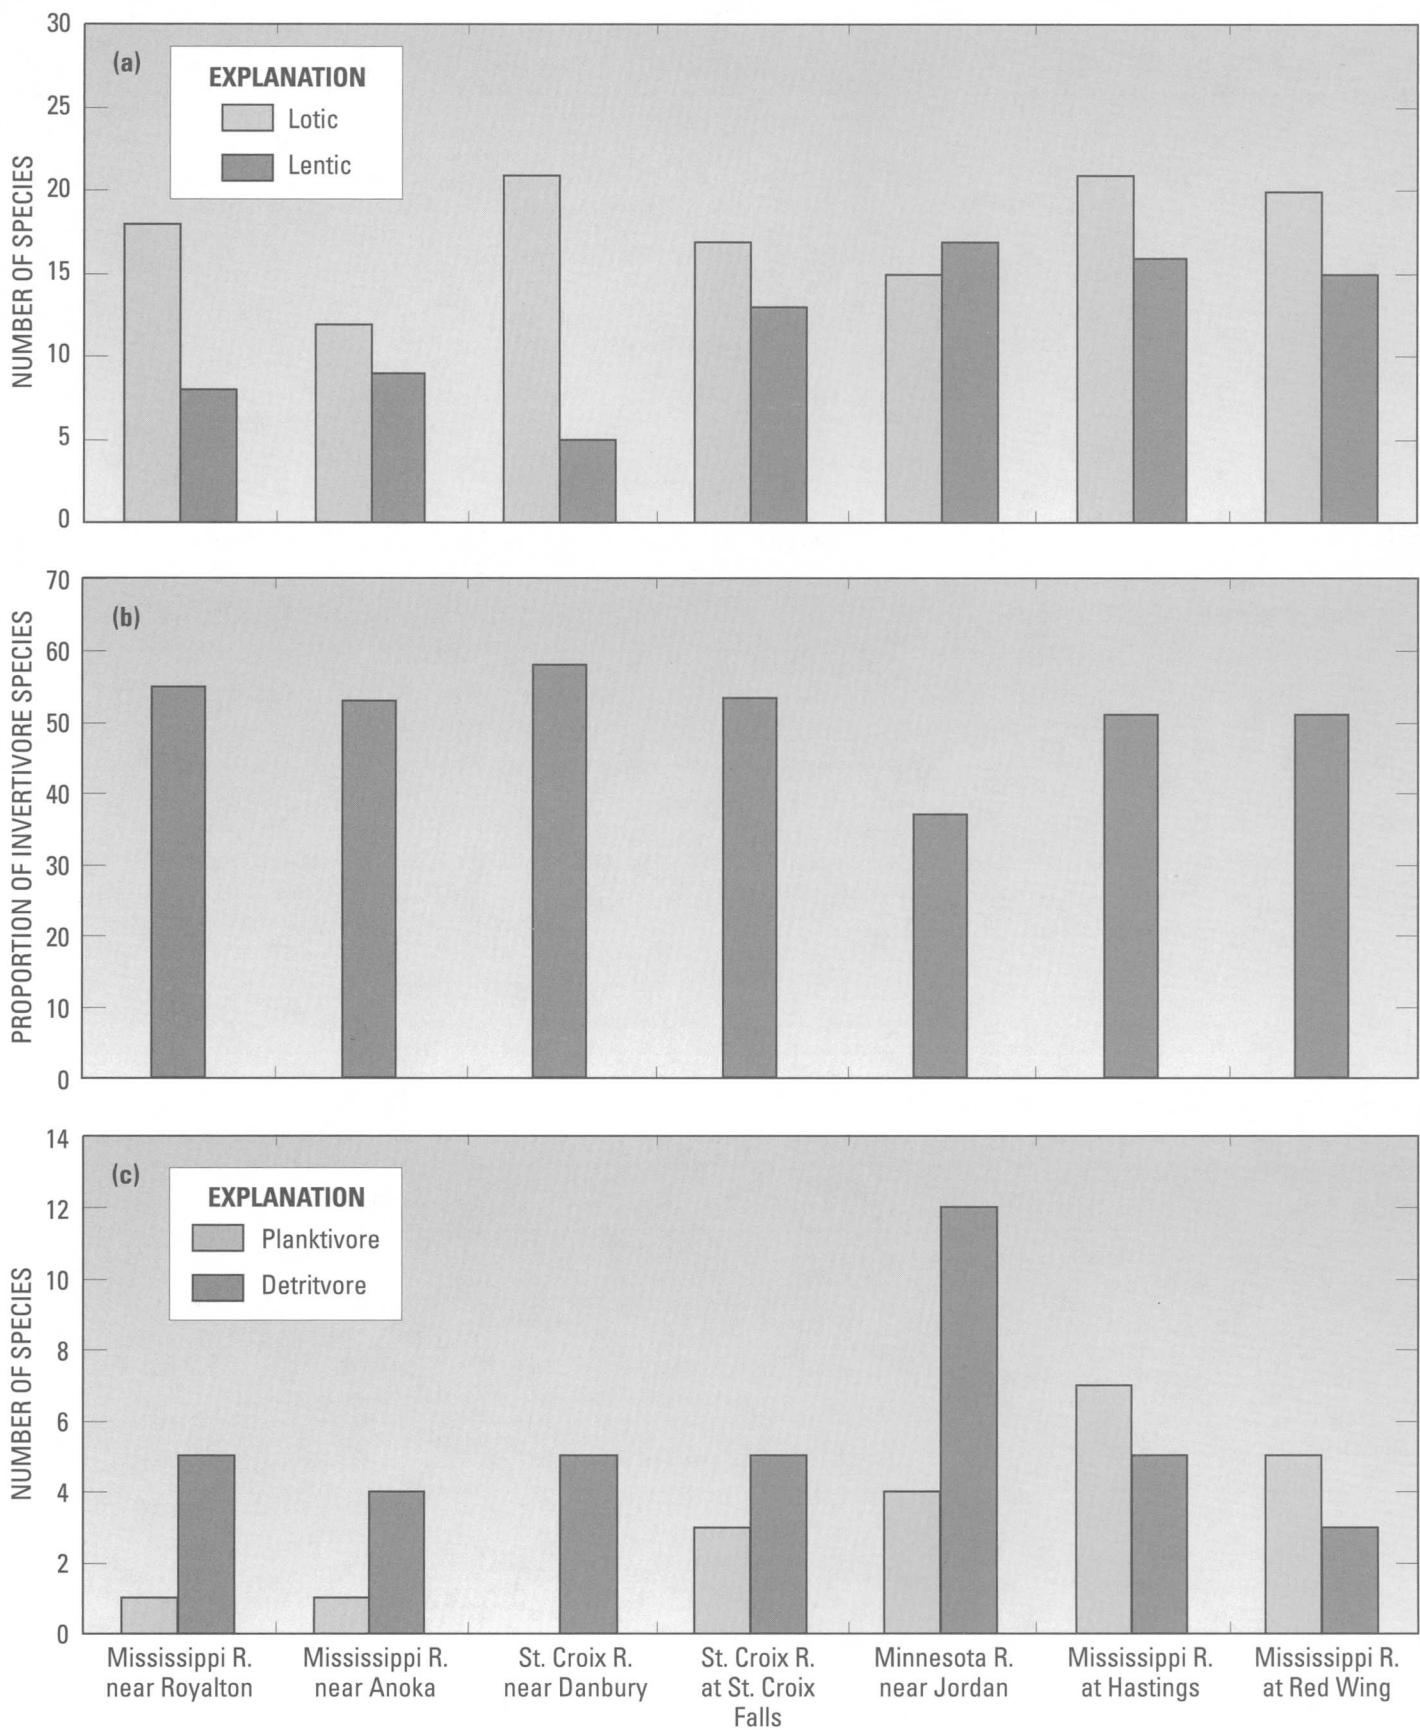 (a)
EXPLANATION
Lotic
Lentic
NUMBER OF SPECIES
30
25
20
15
10
5
0
(b)
PROPORTION OF INVERTIVORE SPECIES
70
60
50
40
30
20
10
0
(c)
EXPLANATION
Planktivore
Detritvore
NUMBER OF SPECIES
14
12
10
8
6
4
2
0
Mississippi R.
near Royalton
Mississippi R.
near Anoka
St. Croix R.
near Danbury
St. Croix R.
at St. Croix
Falls
Minnesota R.
near Jordan
Mississippi R.
at Hastings
Mississippi R.
at Red Wing